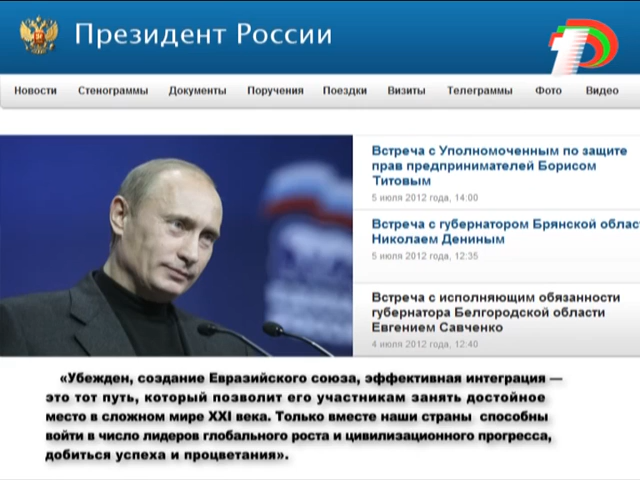 Президент России
Новости Стенограммы Документы Поручения Поездки Визиты Телеграммы Фото Видео
Встреча с Уполномоченным по защите
прав предпринимателей Борисом
Титовым
5 июля 2012 года, 14:00
Встреча с губернатором Брянской облас
Николаем Дениным
5 июля 2012 года, 12:35
Встреча с исполняющим обязанности
губернатора Белгородской области
Евгением Савченко
4 июля 2012 года, 12:40
«Убежден, создание Евразийского союза, эффективная интеграция —
это тот путь, который позволит его участникам занять достойное
место в сложном мире XXI века. Только вместе наши страны способны
войти в число лидеров глобального роста и цивилизационного прогресса,
добиться успеха и процветания».